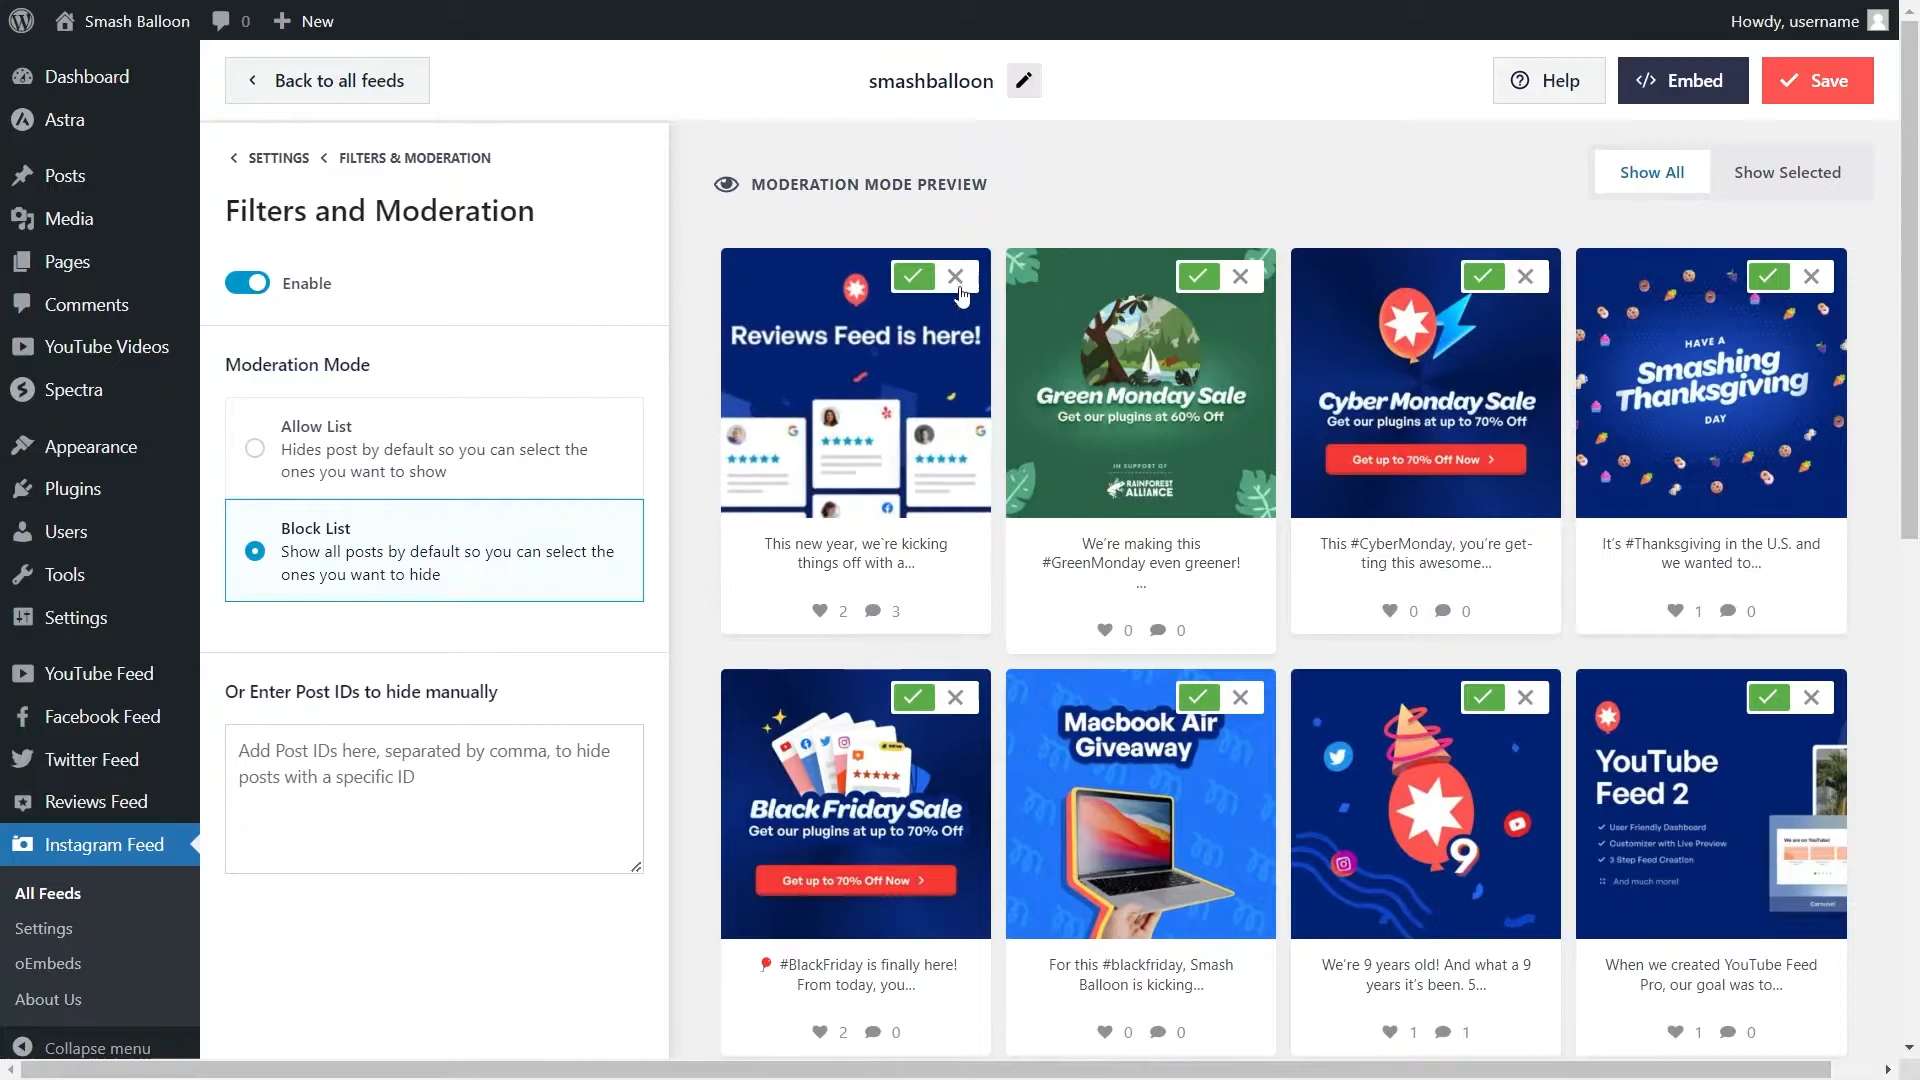 Smash Balloon
0
New
Howdy, username
Dashboard
Astra
Posts
Media
Pages
Comments
YouTube Videos
Spectra
Appearance
Plugins
Users
Tools
Settings
YouTube Feed
Facebook Feed
Twitter Feed
Reviews Feed
Instagram Feed
All Feeds
Settings
oEmbeds
About Us
Collapse menu
Back to all feeds
smashballoon
Help
</> Embed
Save
SETTINGS
FILTERS & MODERATION
Filters and Moderation
Enable
Moderation Mode
Allow List
Hides post by default so you can select the
ones you want to show
Block List
Show all posts by default so you can select the
ones you want to hide
Or Enter Post IDs to hide manually
Add Post IDs here, separated by comma, to hide
posts with a specific ID
MODERATION MODE PREVIEW
Show All
Show Selected
Reviews Feed is here!
This new year, we`re kicking
things off with a...
2
3
Green Monday Sale
Get our plugins at 60% Off
IN SUPPORT OF
RAINFOREST
ALLIANCE
We're making this
#GreenMonday even greener!
...
0
0
Cyber Monday Sale
Get our plugins at up to 70% Off
Get up to 70% Off Now
This #CyberMonday, you're get-
ting this awesome...
0
0
HAVE A
Smashing
Thanksgiving
DAY
It's #Thanksgiving in the U.S. and
we wanted to...
1
0
NEW
Black Friday Sale
Get our plugins at up to 70% Off
Get up to 70% Off Now
#BlackFriday is finally here!
From today, you...
2
0
Macbook Air
Giveaway
For this #blackfriday, Smash
Balloon is kicking...
0
0
9
We're 9 years old! And what a 9
years it's been. 5...
1
1
YouTube
Feed 2
User Friendly Dashboard
Customizer with Live Preview
3 Step Feed Creation
And much more!
We are on YouTube!
Carousel
When we created YouTube Feed
Pro, our goal was to...
1
0